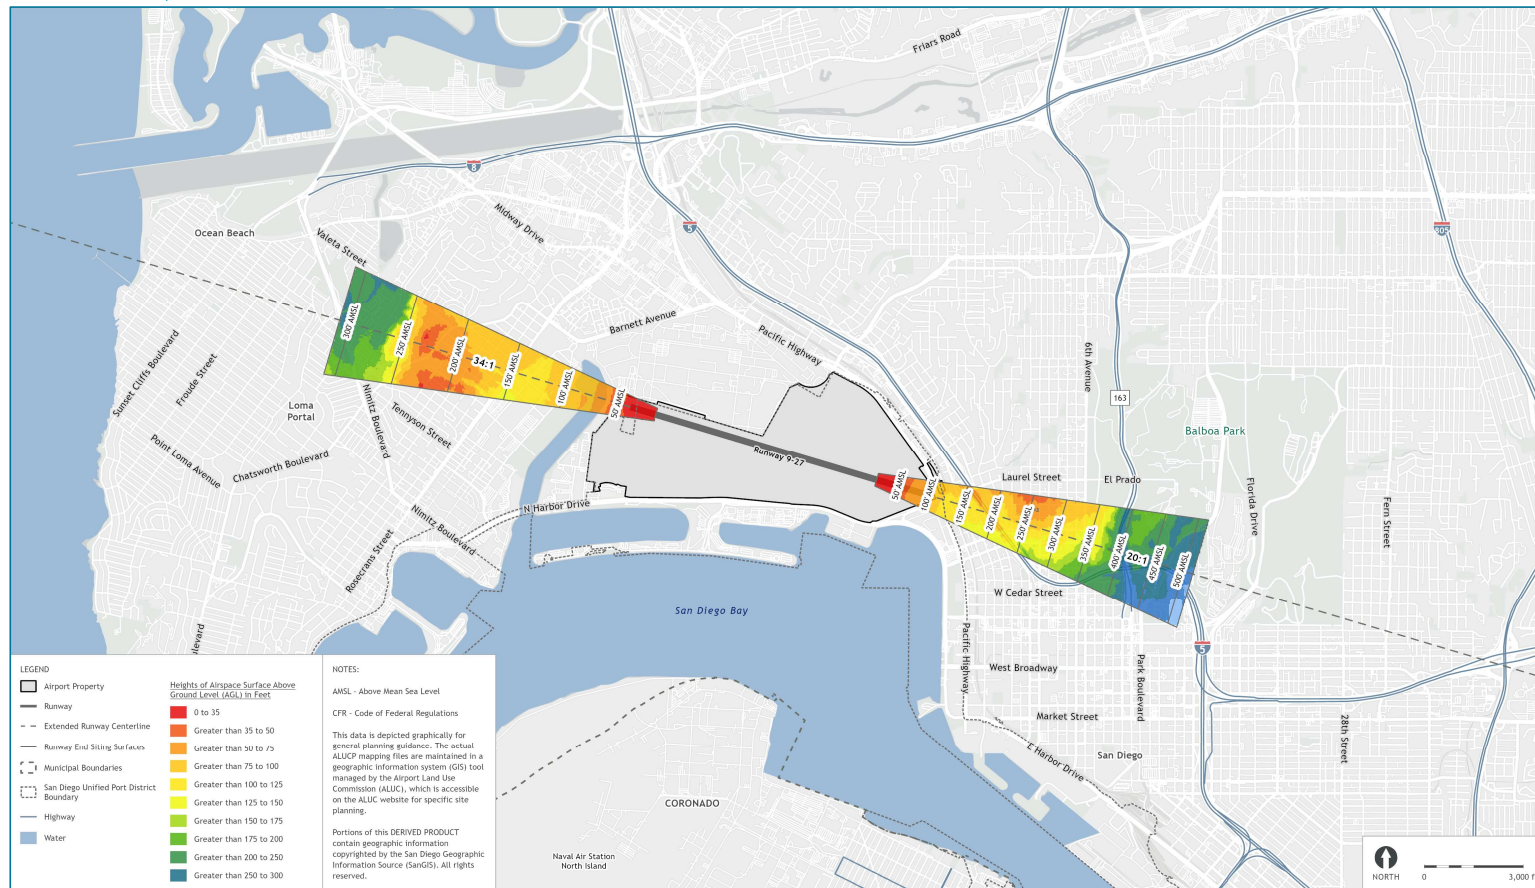 Friars Road
8
Midway Drive
5
805
Ocean Beach
Valeta Street
Barnett Avenue
Pacific Highway
300' AMSL
250' AMSL
200' AMSL
34:1
150' AMSL
100' AMSL
50' AMSL
Sunset Cliffs Boulevard
Froude Street
Loma
Portal
Nimitz Boulevard
Tennyson Street
6th Avenue
163
Balboa Park
Point Loma Avenue
Chatsworth Boulevard
Runway 9-27
50' AMSL
100' AMSL
150' AMSL
200' AMSL
250' AMSL
300' AMSL
350' AMSL
400' AMSL
20:1
450' AMSL
500' AMSL
Laurel Street
El Prado
Florida Drive
Fern Street
N Harbor Drive
Nimitz Boulevard
Rosecrans Street
San Diego Bay
W Cedar Street
Pacific Highway
5
West Broadway
Park Boulevard
Market Street
E Harbor Drive
San Diego
28th Street
CORONADO
Naval Air Station
North Island
LEGEND
Airport Property
Runway
Extended Runway Centerline
Runway End Siting Surfaces
Municipal Boundaries
San Diego Unified Port District
Boundary
Highway
Water
Heights of Airspace Surface Above
Ground Level (AGL) in Feet
0 to 35
Greater than 35 to 50
Greater than 50 to 75
Greater than 75 to 100
Greater than 100 to 125
Greater than 125 to 150
Greater than 150 to 175
Greater than 175 to 200
Greater than 200 to 250
Greater than 250 to 300
NOTES:
AMSL - Above Mean Sea Level
CFR - Code of Federal Regulations
This data is depicted graphically for
general planning guidance. The actual
ALUCP mapping files are maintained in a
geographic information system (GIS) tool
managed by the Airport Land Use
Commission (ALUC), which is accessible
on the ALUC website for specific site
planning.
Portions of this DERIVED PRODUCT
contain geographic information
copyrighted by the San Diego Geographic
Information Source (SanGIS). All rights
reserved.
NORTH
0
3,000